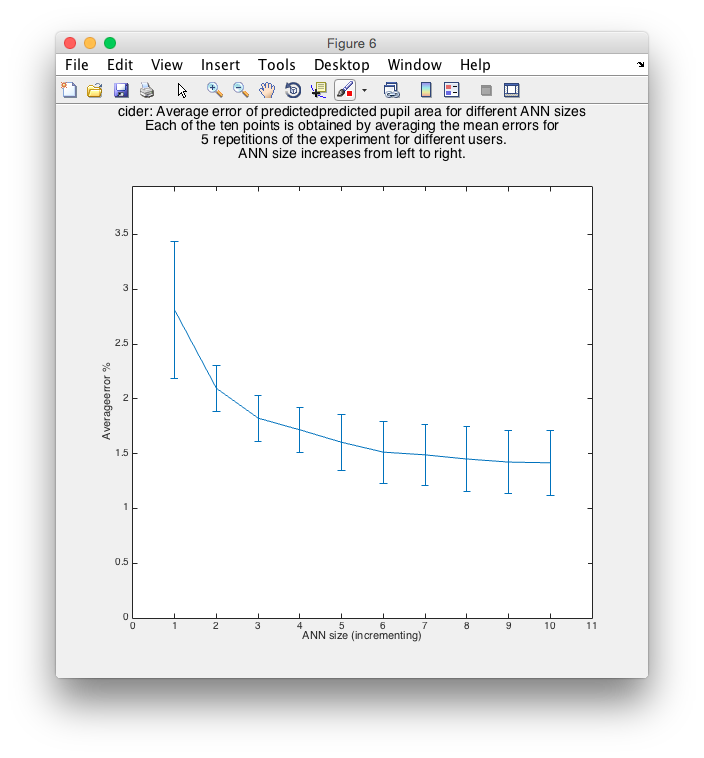 Figure 6
File Edit View Insert Tools Desktop Window Help
cider: Average error of predictedpredicted pupil area for different ANN sizes
Each of the ten points is obtained by averaging the mean errors for
5 repetitions of the experiment for different users.
ANN size increases from left to right.
3.5
3
2.5
2
1.5
1
0.5
0
Averageerror %
0 1 2 3 4 5 6 7 8 9 10 11
ANN size (incrementing)